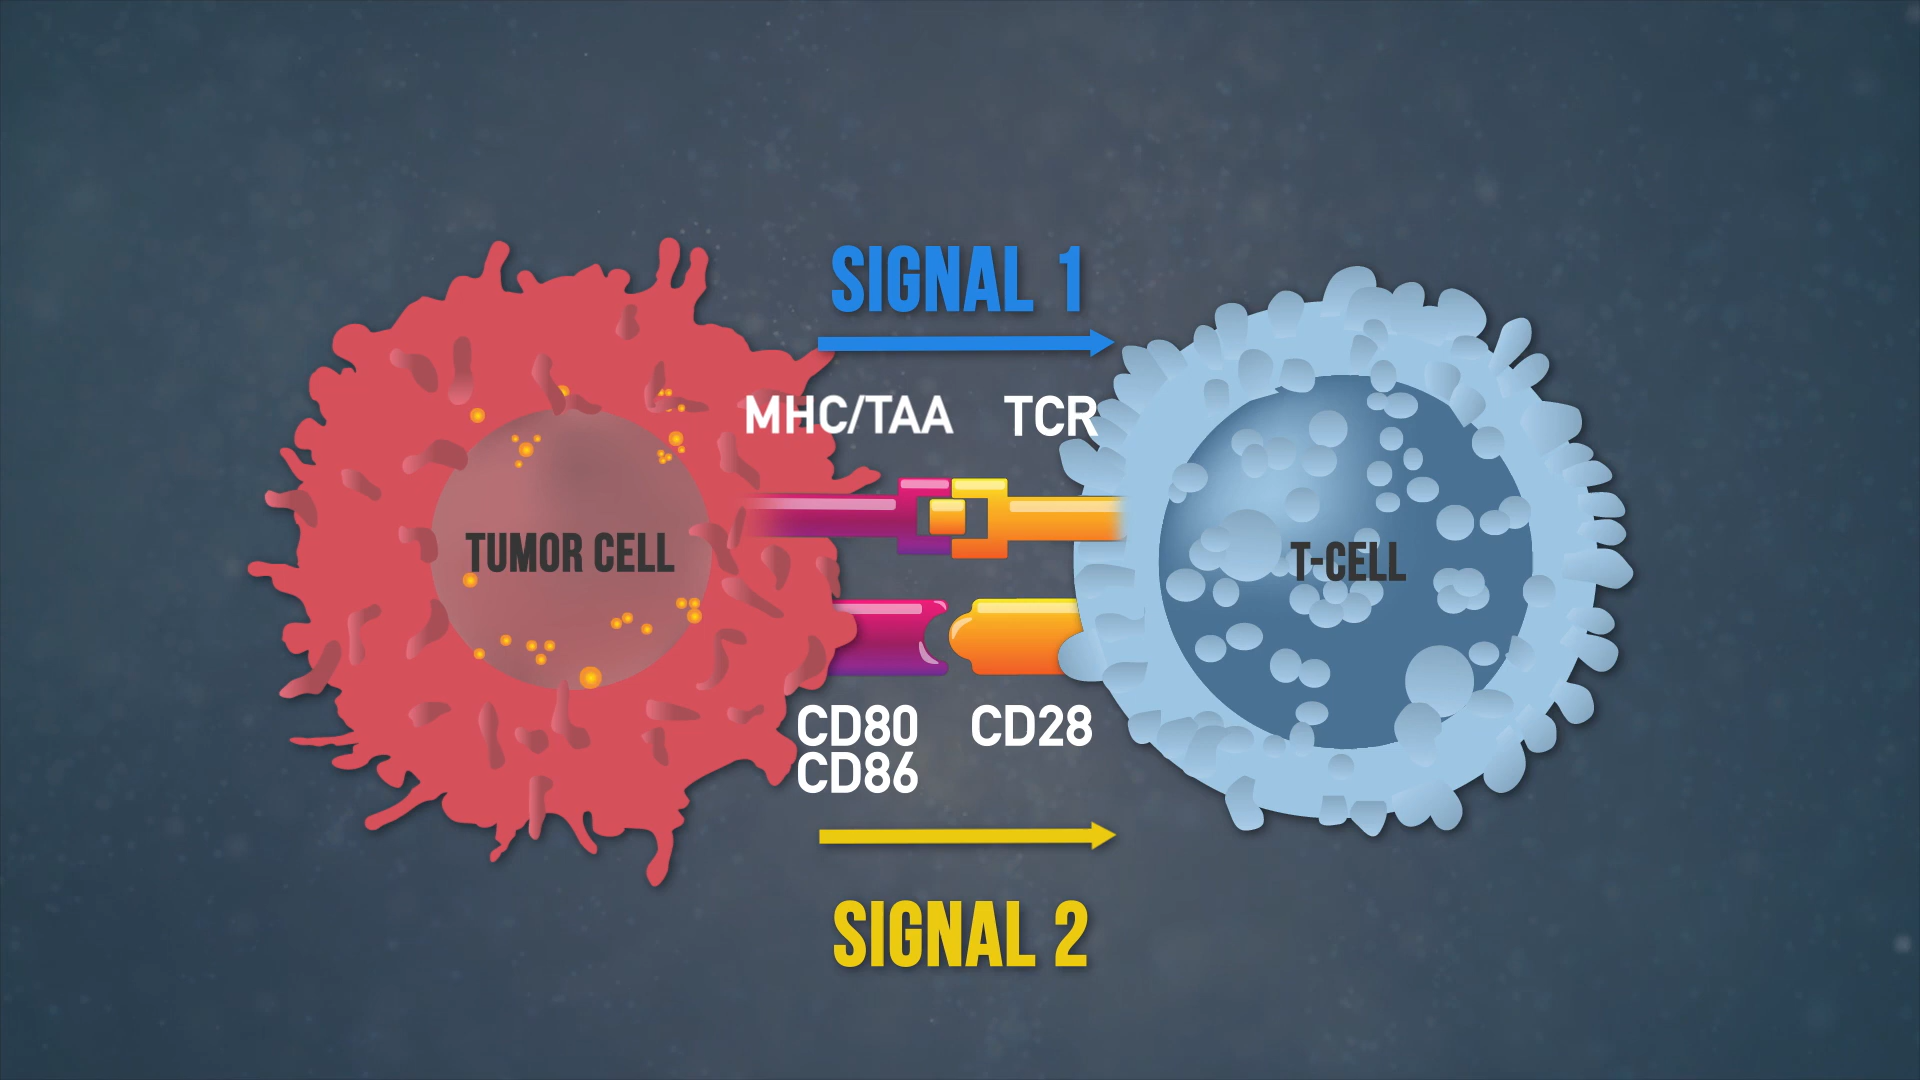 SIGNAL 1
MHC/TAA TCR
TUMOR CELL
T-CELL
CD80 CD28
CD86
SIGNAL 2